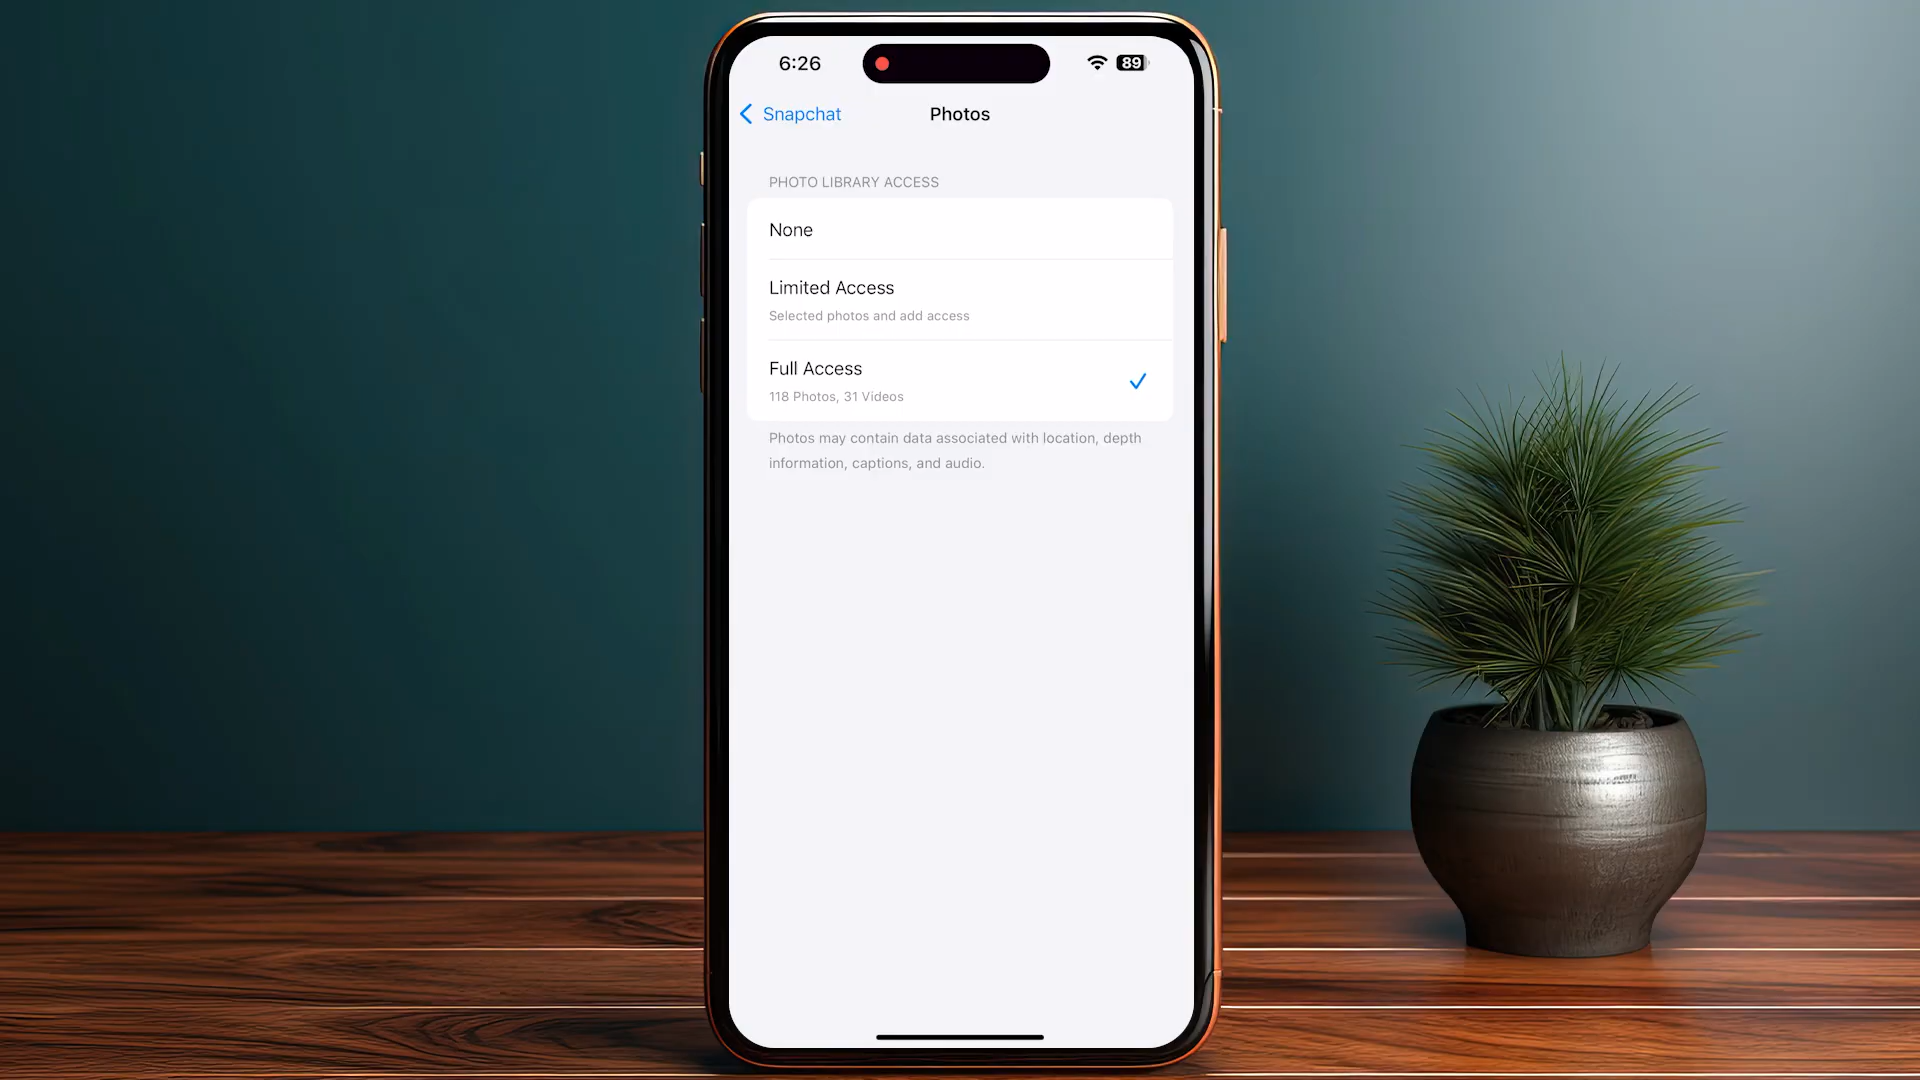 6:26
89
Snapchat
Photos
PHOTO LIBRARY ACCESS
None
Limited Access
Selected photos and add access
Full Access
118 Photos, 31 Videos
Photos may contain data associated with location, depth
information, captions, and audio.